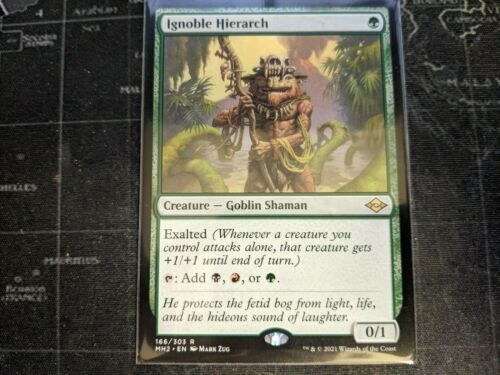 Ignoble Hierarch
Creature — Goblin Shaman
Exalted (Whenever a creature you
control attacks alone, that creature gets
+1/+1 until end of turn.)
: Add , , or .
He protects the fetid bog from light, life,
and the hideous sound of laughter.
0/1
166/303 R
MH2 • EN Mark Zug
™ & © 2021 Wizards of the Coast
MAURITIUS